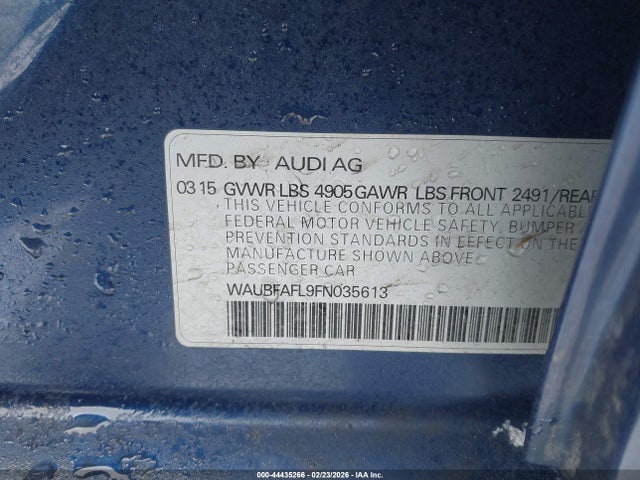 MFD. BY AUDI AG
03 15 GVWR LBS 4905 GAWR LBS FRONT 2491/REAR
THIS VEHICLE CONFORMS TO ALL APPLICABLE
FEDERAL MOTOR VEHICLE SAFETY, BUMPER
PREVENTION STANDARDS IN EFFECT ON THE
MANUFACTURE SHOWN ABOVE.
PASSENGER CAR
WAUBFAFL9FN035613
000-44435266 - 02/23/2026 - IAA Inc.